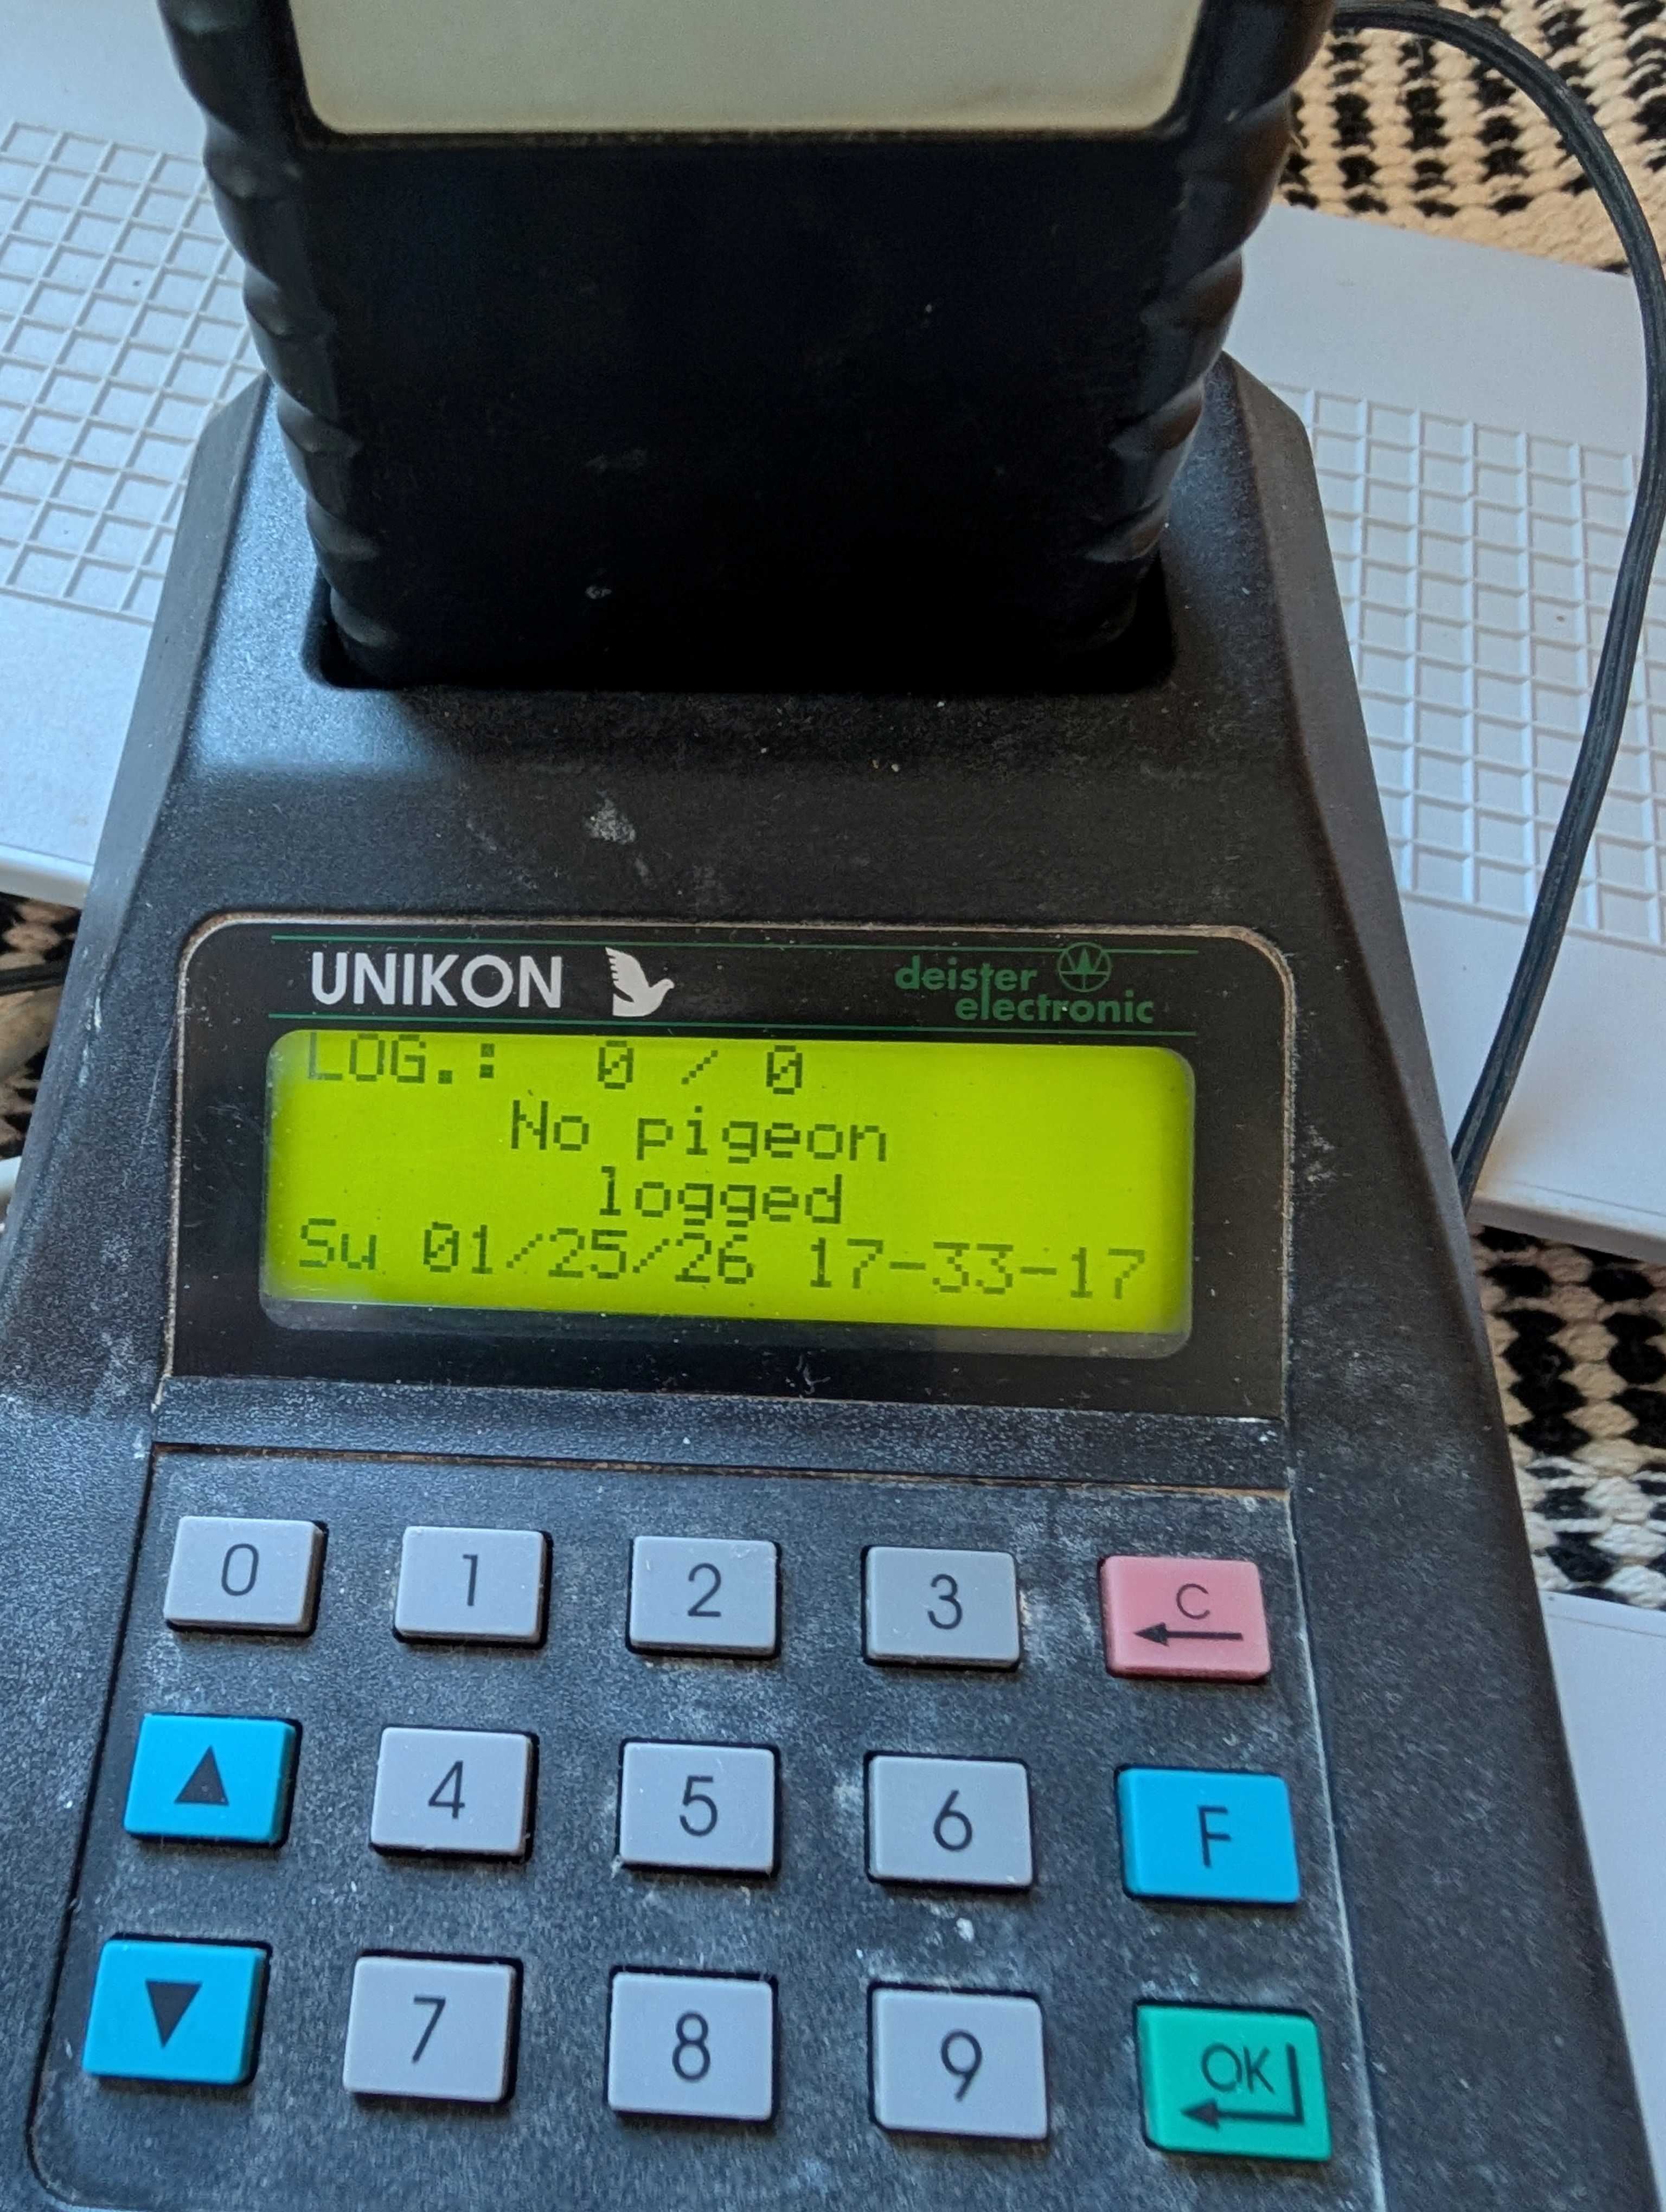 UNIKON
deister
electronic
LOG.: 0 / 0
No pigeon
logged
Su 01/25/26 17-33-17
0 1 2 3 C
4 5 6 F
7 8 9 OK